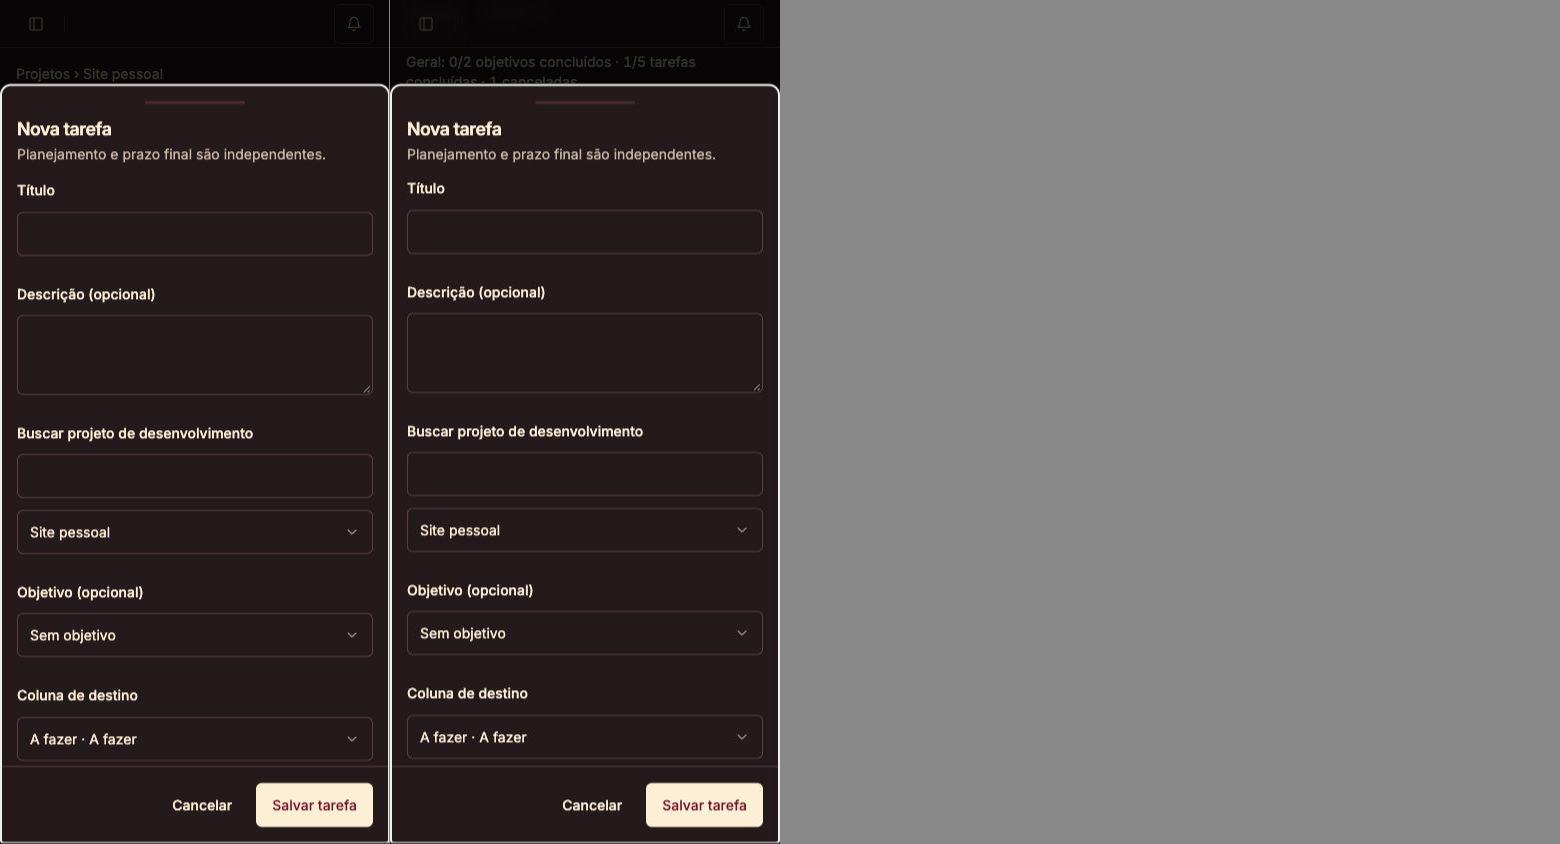 Projetos › Site pessoal
Nova tarefa
Planejamento e prazo final são independentes.
Título
Descrição (opcional)
Buscar projeto de desenvolvimento
Site pessoal
Objetivo (opcional)
Sem objetivo
Coluna de destino
A fazer · A fazer
Cancelar
Salvar tarefa
Geral: 0/2 objetivos concluídos · 1/5 tarefas
concluídas · 1 canceladas
Nova tarefa
Planejamento e prazo final são independentes.
Título
Descrição (opcional)
Buscar projeto de desenvolvimento
Site pessoal
Objetivo (opcional)
Sem objetivo
Coluna de destino
A fazer · A fazer
Cancelar
Salvar tarefa